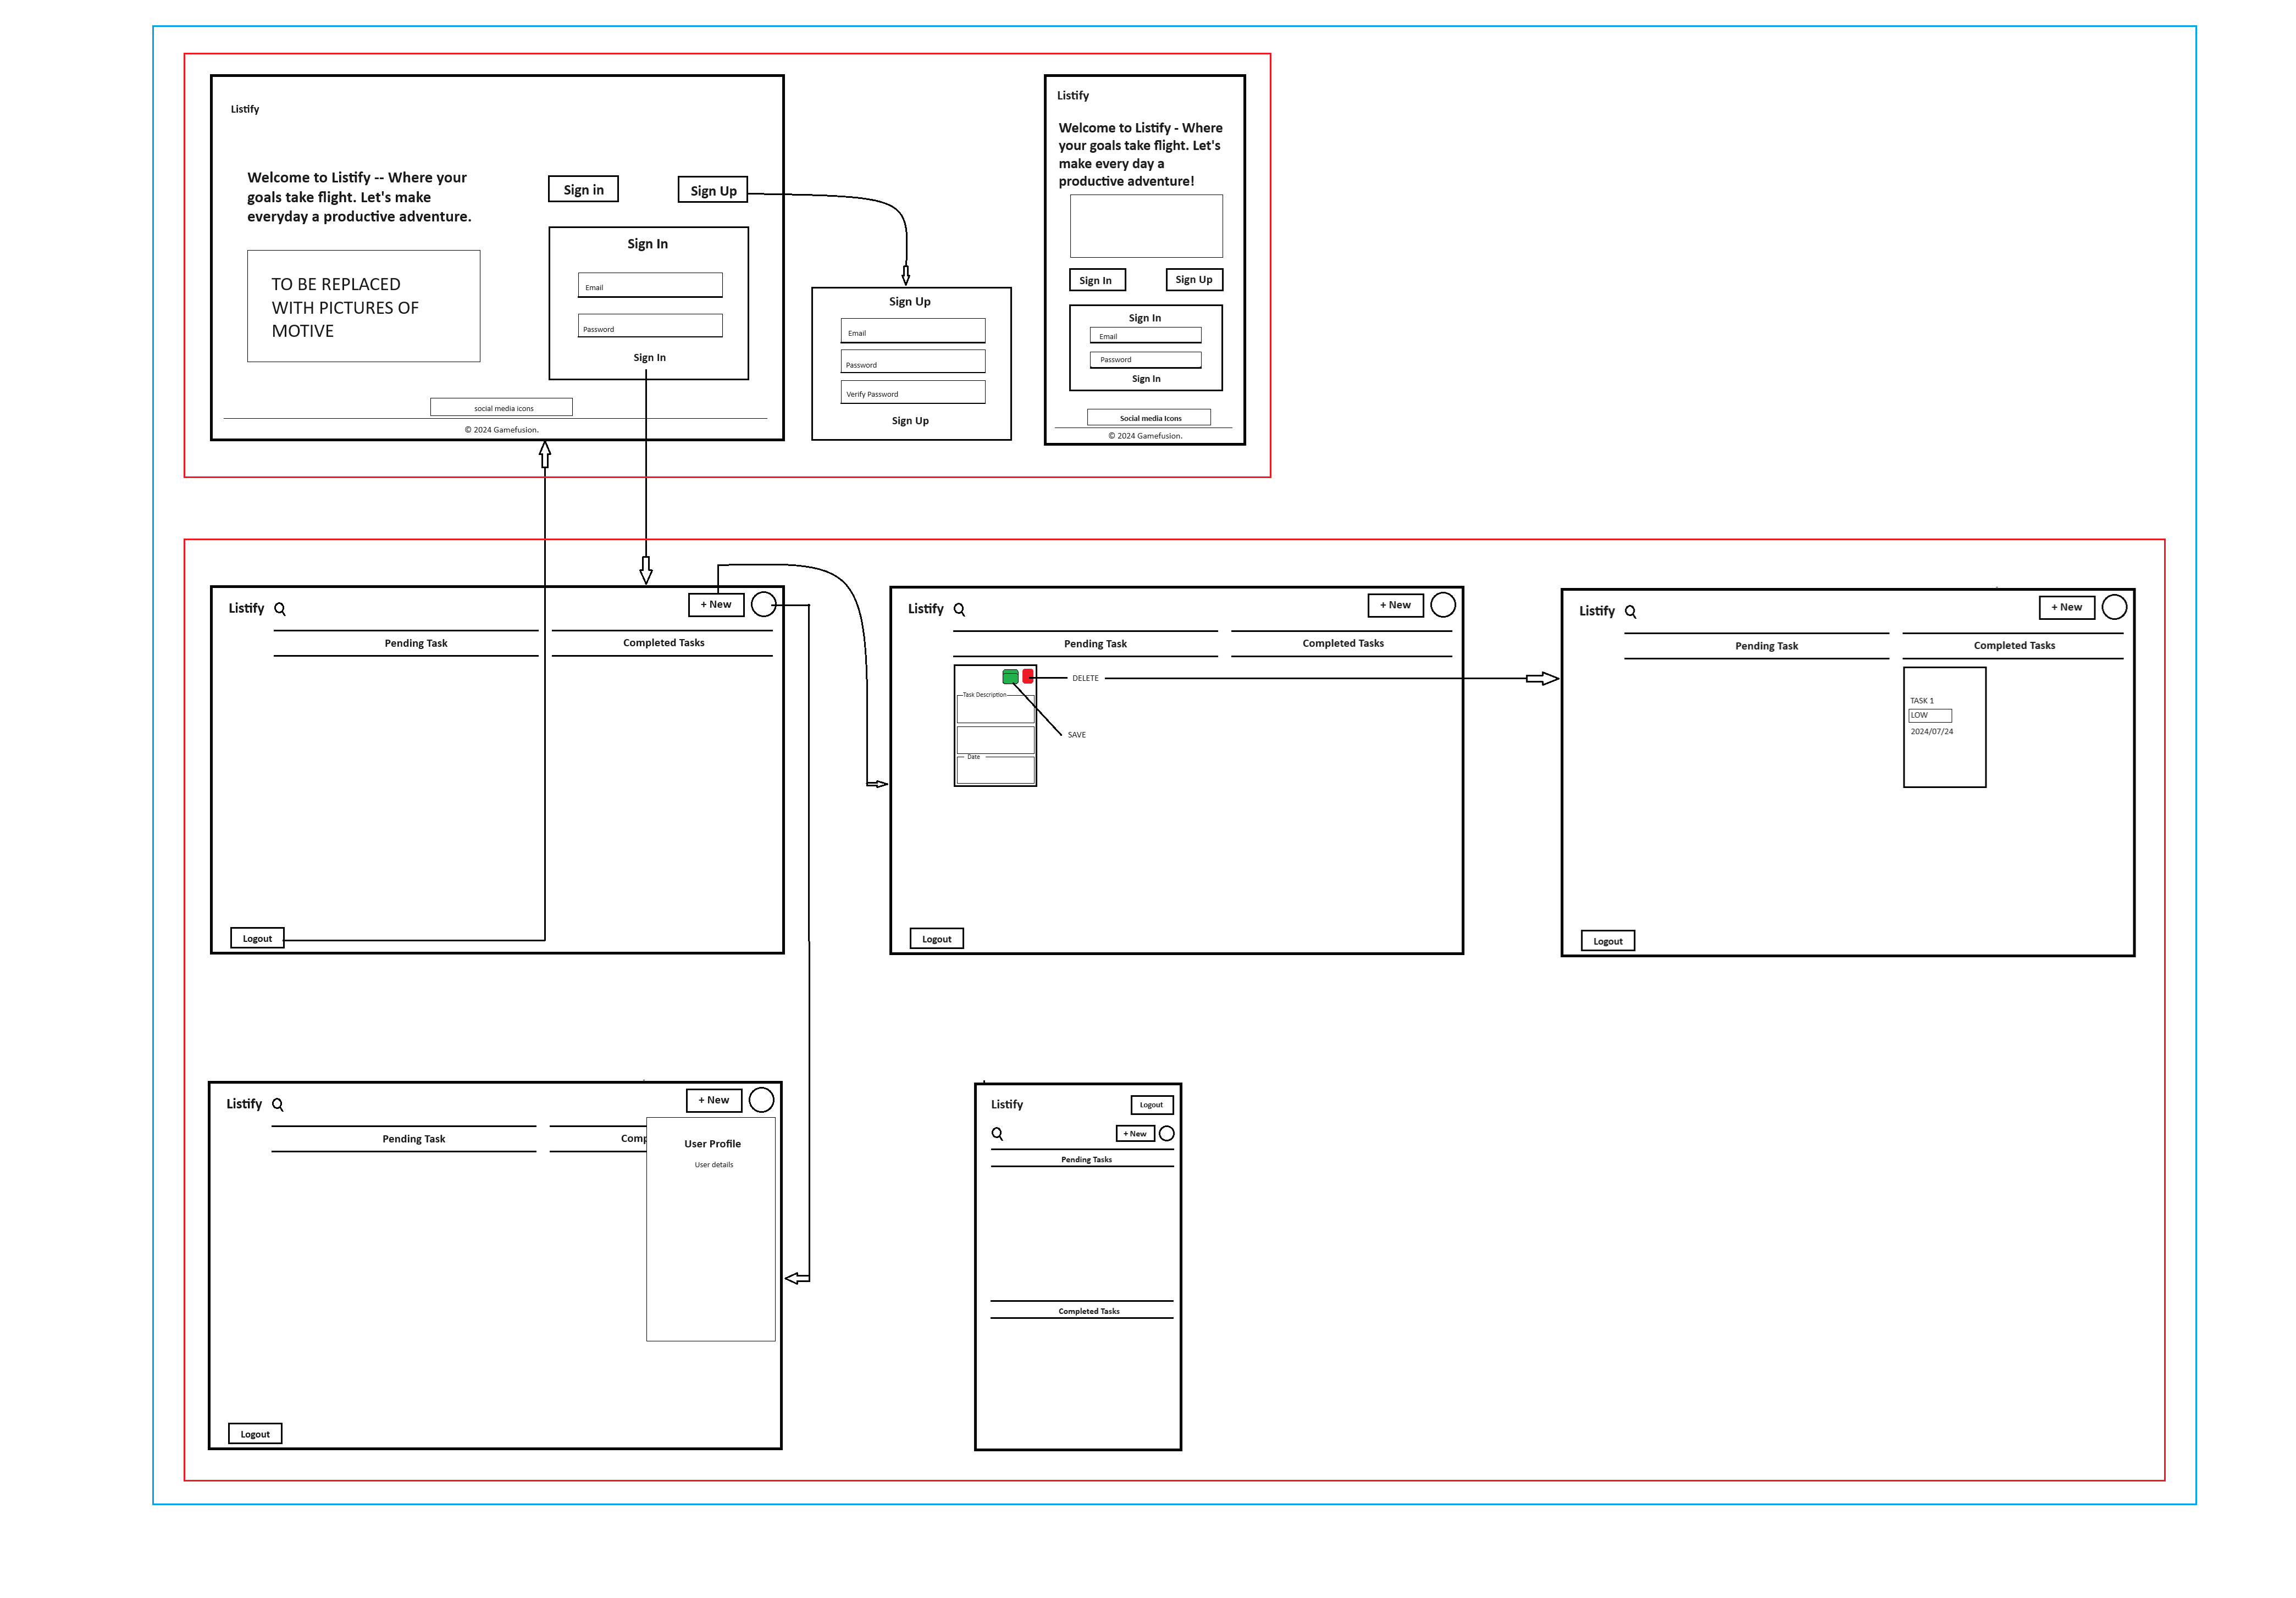 Listify
Welcome to Listify -- Where your
goals take flight. Let's make
everyday a productive adventure.
TO BE REPLACED
WITH PICTURES OF
MOTIVE
Sign in
Sign Up
Sign In
Email
Password
Sign In
social media icons
© 2024 Gamefusion.
Sign Up
Email
Password
Verify Password
Sign Up
Listify
Welcome to Listify - Where
your goals take flight. Let's
make every day a
productive adventure!
Sign In
Sign Up
Sign In
Email
Password
Sign In
Social media Icons
© 2024 Gamefusion.
Listify
+ New
Pending Task
Completed Tasks
Logout
Listify
+ New
Pending Task
Completed Tasks
DELETE
Task Description
SAVE
Date
Logout
Listify
+ New
Pending Task
Completed Tasks
TASK 1
LOW
2024/07/24
Logout
Listify
+ New
Pending Task
Comp
User Profile
User details
Logout
Listify
Logout
+ New
Pending Tasks
Completed Tasks